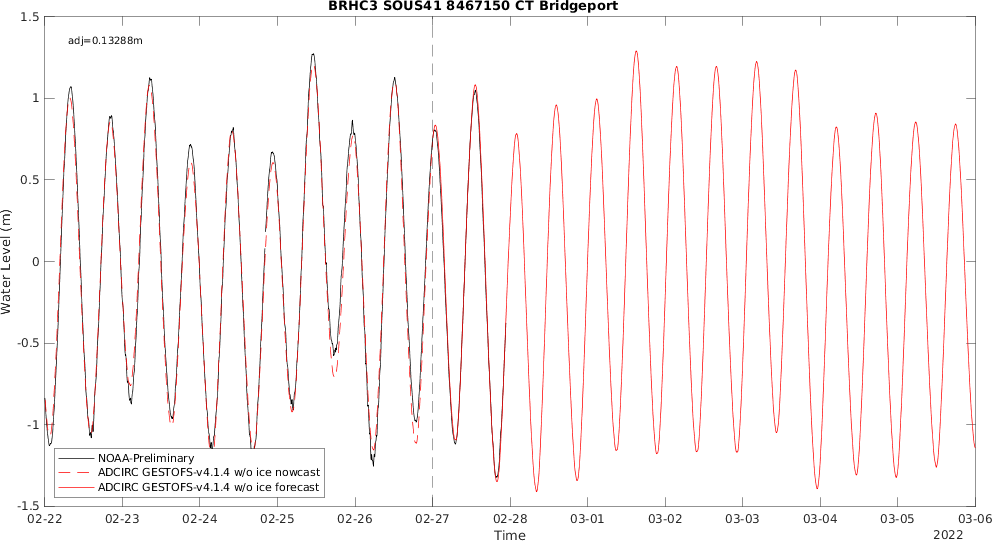 BRHC3 SOUS41 8467150 CT Bridgeport
adj=0.13288m
1.5
1
0.5
0
-0.5
-1
-1.5
Water Level (m)
NOAA-Preliminary
ADCIRC GESTOFS-v4.1.4 w/o ice nowcast
ADCIRC GESTOFS-v4.1.4 w/o ice forecast
02-22 02-23 02-24 02-25 02-26 02-27 02-28 03-01 03-02 03-03 03-04 03-05 03-06
Time
2022